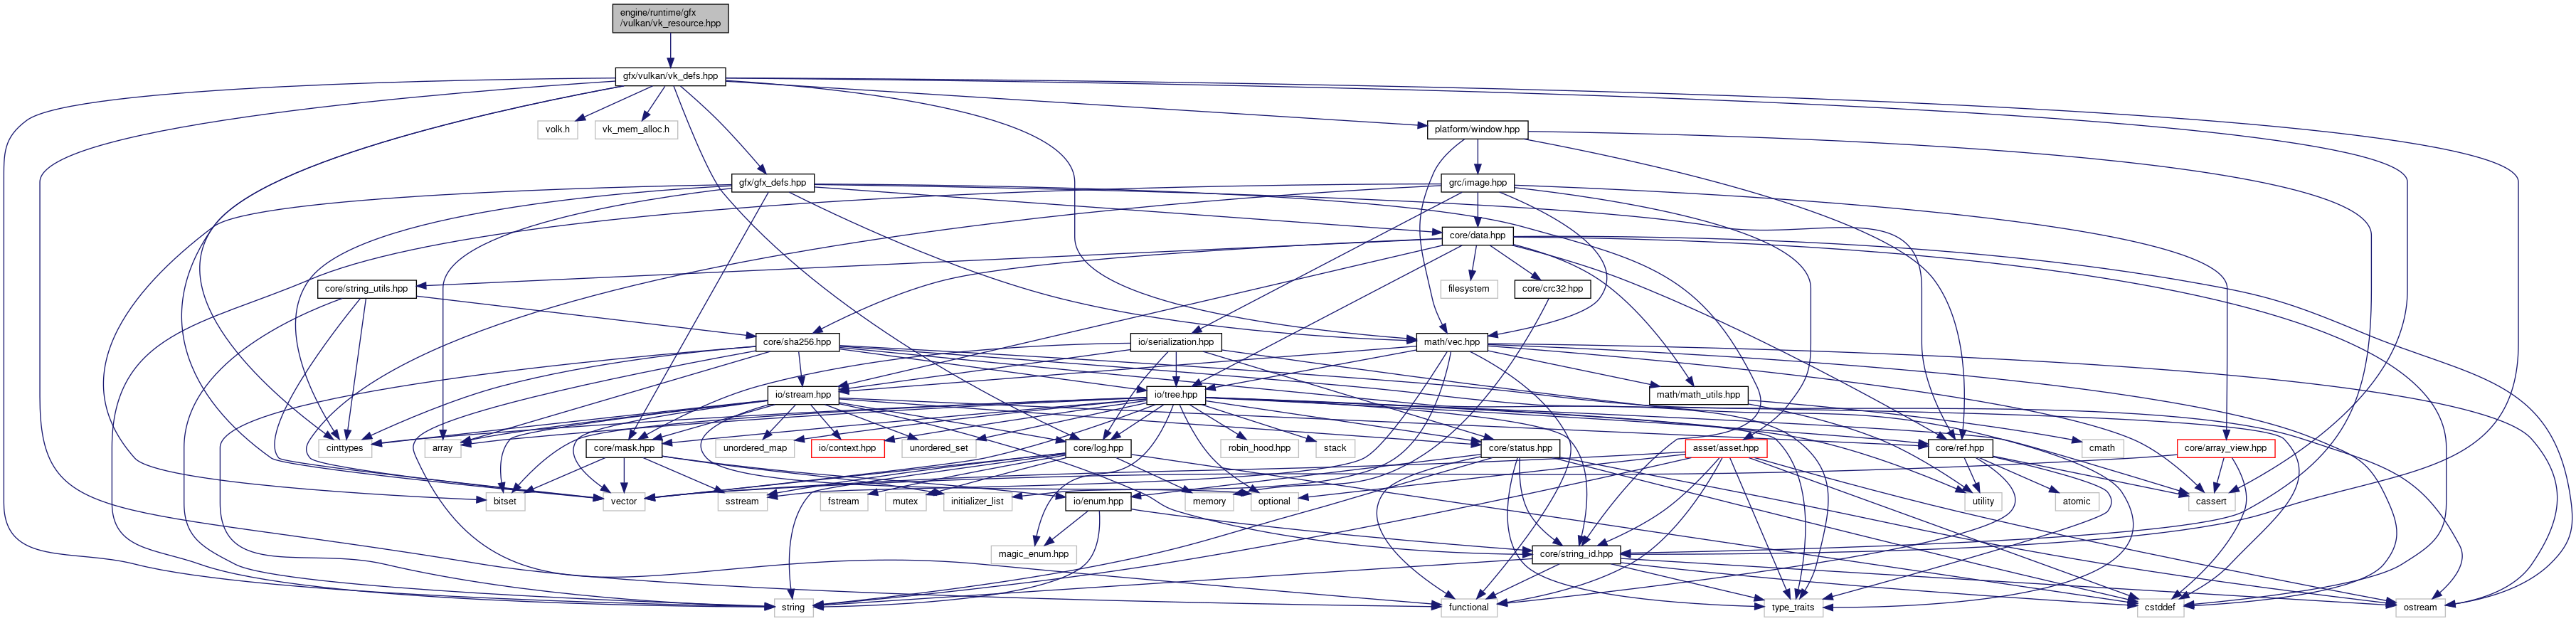 engine/runtime/gfx
/vulkan/vk_resource.hpp
gfx/vulkan/vk_defs.hpp
volk.h
vk_mem_alloc.h
platform/window.hpp
gfx/gfx_defs.hpp
grc/image.hpp
core/data.hpp
core/string_utils.hpp
filesystem
core/crc32.hpp
core/sha256.hpp
io/serialization.hpp
math/vec.hpp
io/stream.hpp
io/tree.hpp
math/math_utils.hpp
cinttypes
array
core/mask.hpp
unordered_map
io/context.hpp
unordered_set
core/log.hpp
robin_hood.hpp
stack
core/status.hpp
asset/asset.hpp
core/ref.hpp
cmath
core/array_view.hpp
bitset
vector
sstream
fstream
mutex
initializer_list
io/enum.hpp
memory
optional
utility
atomic
cassert
magic_enum.hpp
core/string_id.hpp
string
functional
type_traits
cstddef
ostream